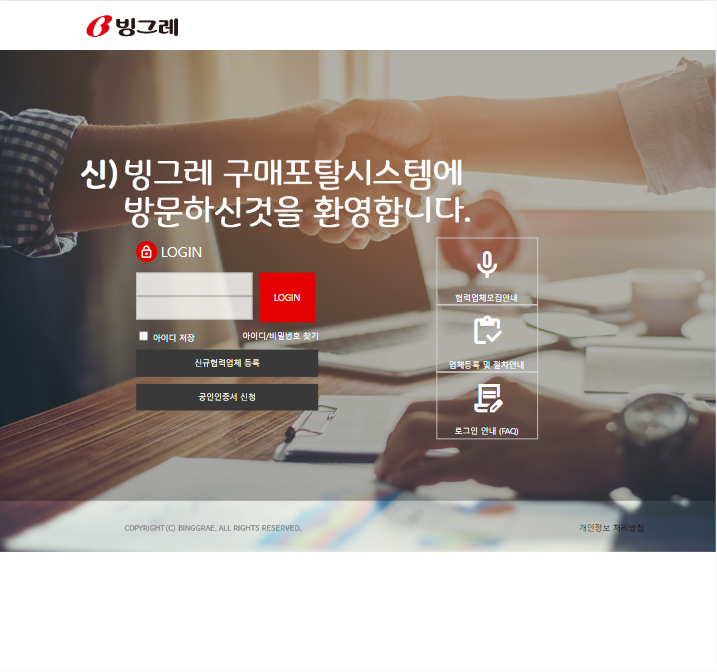 빙그레
신) 빙그레 구매포탈시스템에
방문하신것을 환영합니다.
LOGIN
LOGIN
아이디 저장
아이디/비밀번호 찾기
신규협력업체 등록
공인인증서 신청
협력업체모집안내
업체등록 및 절차안내
로그인 안내 (FAQ)
COPYRIGHT (C) BINGGRAE. ALL RIGHTS RESERVED.
개인정보 처리방침